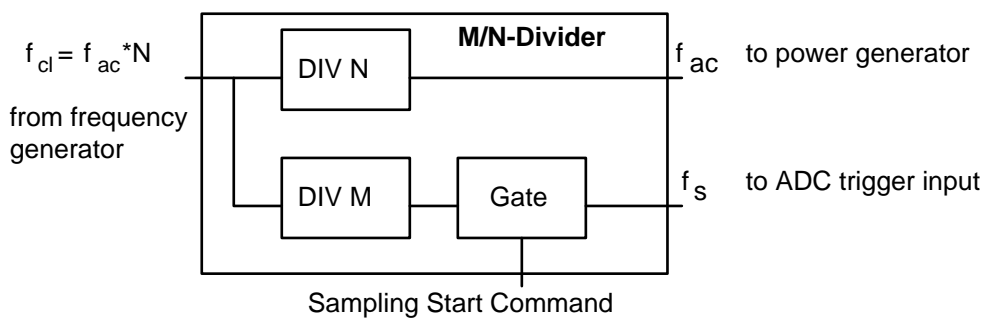 M/N-Divider
f cl = f ac*N
from frequency
generator
DIV N
f ac to power generator
DIV M
Gate
f s to ADC trigger input
Sampling Start Command